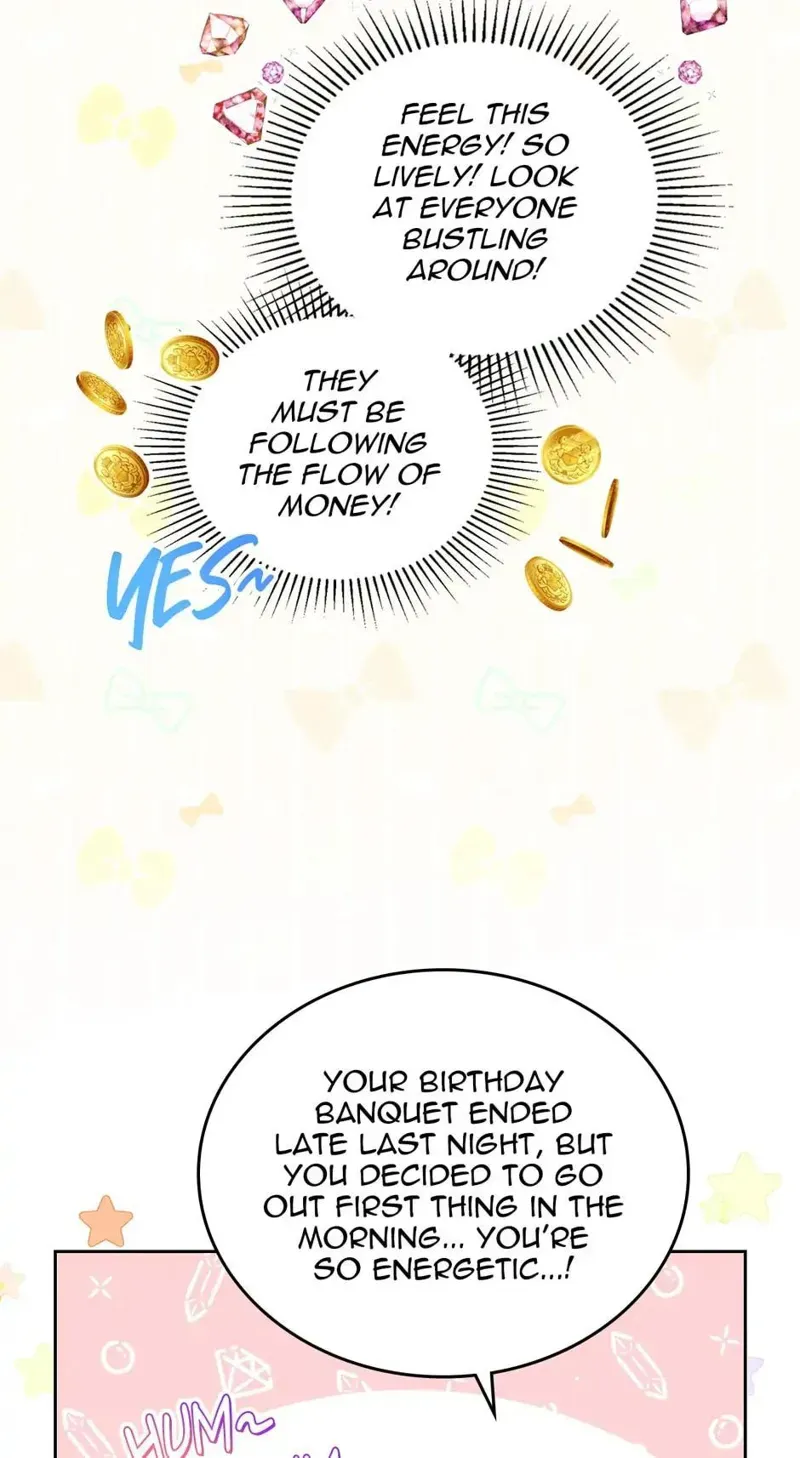 FEEL THIS
ENERGY! SO
LIVELY! LOOK
AT EVERYONE
BUSTLING
AROUND!
THEY
MUST BE
FOLLOWING
THE FLOW OF
MONEY!
YES~
YOUR BIRTHDAY
BANQUET ENDED
LATE LAST NIGHT, BUT
YOU DECIDED TO GO
OUT FIRST THING IN THE
MORNING... YOU'RE
SO ENERGETIC...!
HUM~